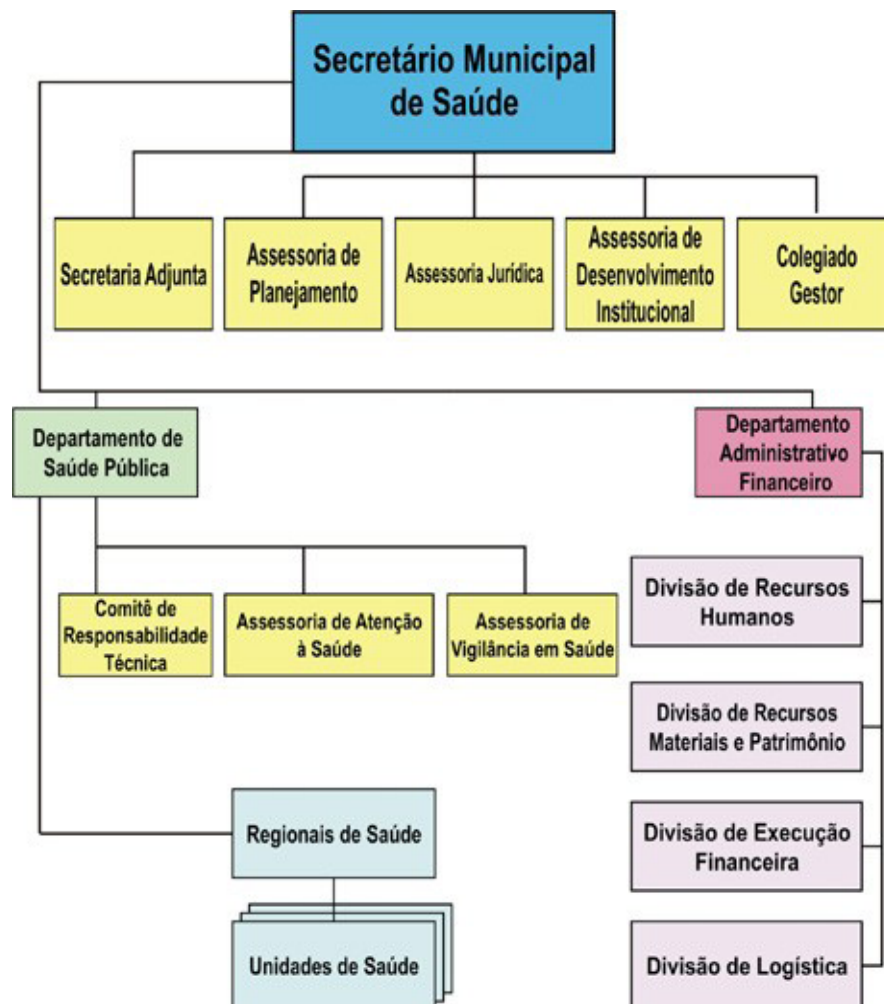 Secretário Municipal
de Saúde
Secretaria Adjunta
Assessoria de
Planejamento
Assessoria Jurídica
Assessoria de
Desenvolvimento
Institucional
Colegiado
Gestor
Departamento de
Saúde Pública
Departamento
Administrativo
Financeiro
Comitê de
Responsabilidade
Técnica
Assessoria de Atenção
à Saúde
Assessoria de
Vigilância em Saúde
Divisão de Recursos
Humanos
Divisão de Recursos
Materiais e Patrimônio
Regionais de Saúde
Divisão de Execução
Financeira
Unidades de Saúde
Divisão de Logística